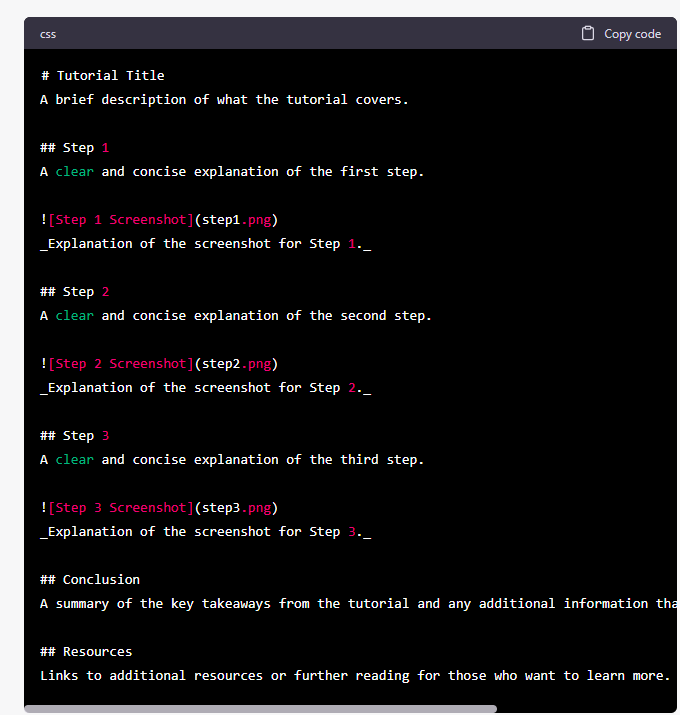 css
Copy code
# Tutorial Title
A brief description of what the tutorial covers.
## Step 1
A clear and concise explanation of the first step.
![Step 1 Screenshot](step1.png)
_Explanation of the screenshot for Step 1._
## Step 2
A clear and concise explanation of the second step.
![Step 2 Screenshot](step2.png)
_Explanation of the screenshot for Step 2._
## Step 3
A clear and concise explanation of the third step.
![Step 3 Screenshot](step3.png)
_Explanation of the screenshot for Step 3._
## Conclusion
A summary of the key takeaways from the tutorial and any additional information
## Resources
Links to additional resources or further reading for those who want to learn more.